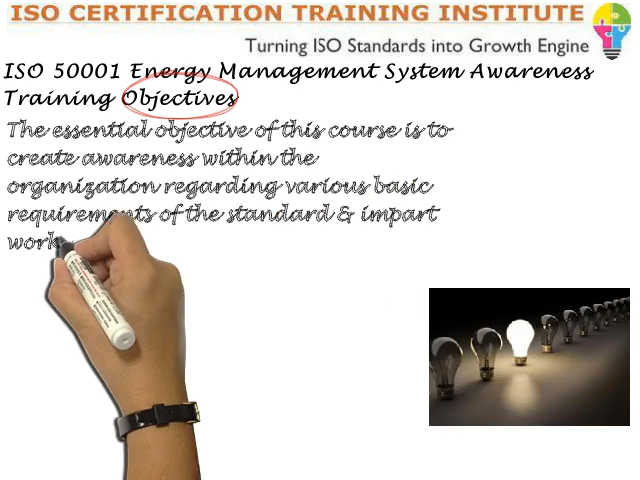 ISO CERTIFICATION TRAINING INSTITUTE
Turning ISO Standards into Growth Engine
ISO 50001 Energy Management System Awareness
Training Objectives
The essential objective of this course is to
create awareness within the
organization regarding various basic
requirements of the standard & impart
work